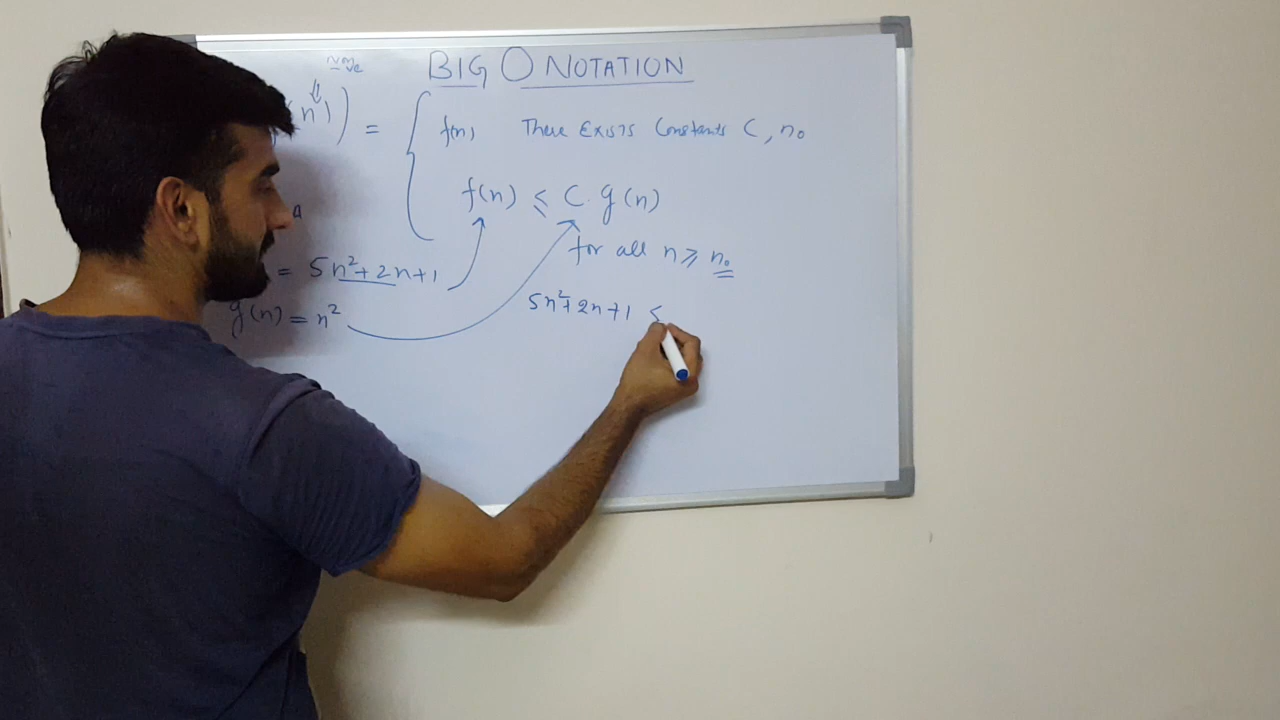 BIG O NOTATION
(n)) = { f(n) There Exists Constants C, n₀
f(n) ≤ C. g(n)
a
for all n ≥ n₀
= 5n²+2n+1
g(n) = n²
5n²+2n+1 ≤